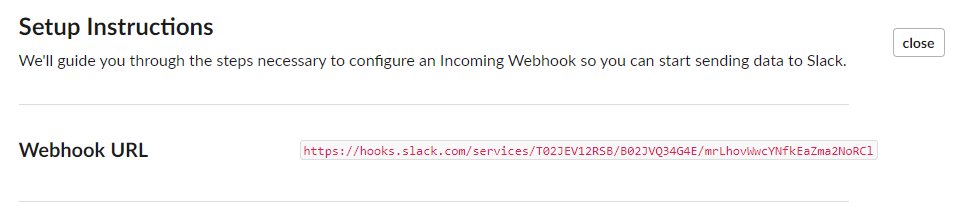 Setup Instructions
close
We'll guide you through the steps necessary to configure an Incoming Webhook so you can start sending data to Slack.
Webhook URL
https://hooks.slack.com/services/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